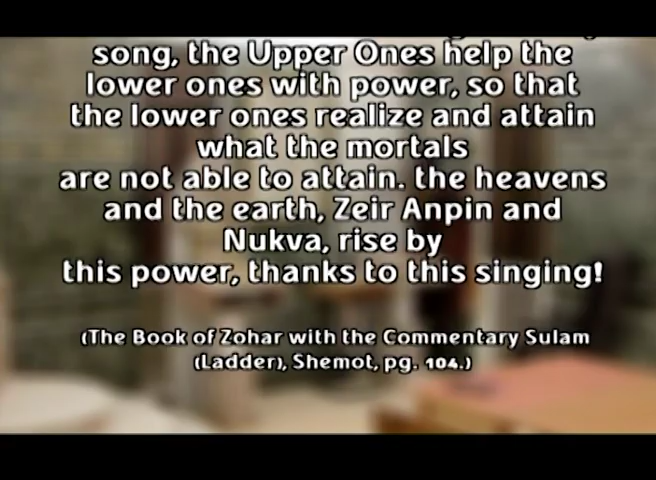 song, the Upper Ones help the
lower ones with power, so that
the lower ones realize and attain
what the mortals
are not able to attain. the heavens
and the earth, Zeir Anpin and
Nukva, rise by
this power, thanks to this singing!
(The Book of Zohar with the Commentary Sulam
(Ladder), Shemot, pg. 104.)